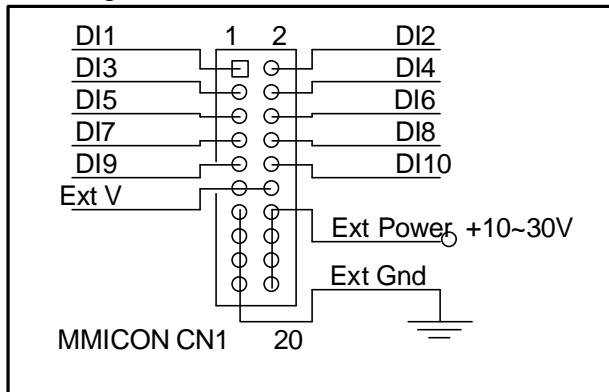 DI1 1 2 DI2
DI3 DI4
DI5 DI6
DI7 DI8
DI9 DI10
Ext V
Ext Power +10~30V
Ext Gnd
MMICON CN1 20